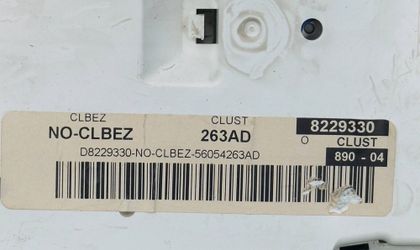 CLBEZ CLUST 8229330
NO-CLBEZ 263AD O CLUST
D8229330-NO-CLBEZ-56054263AD 890 - 04